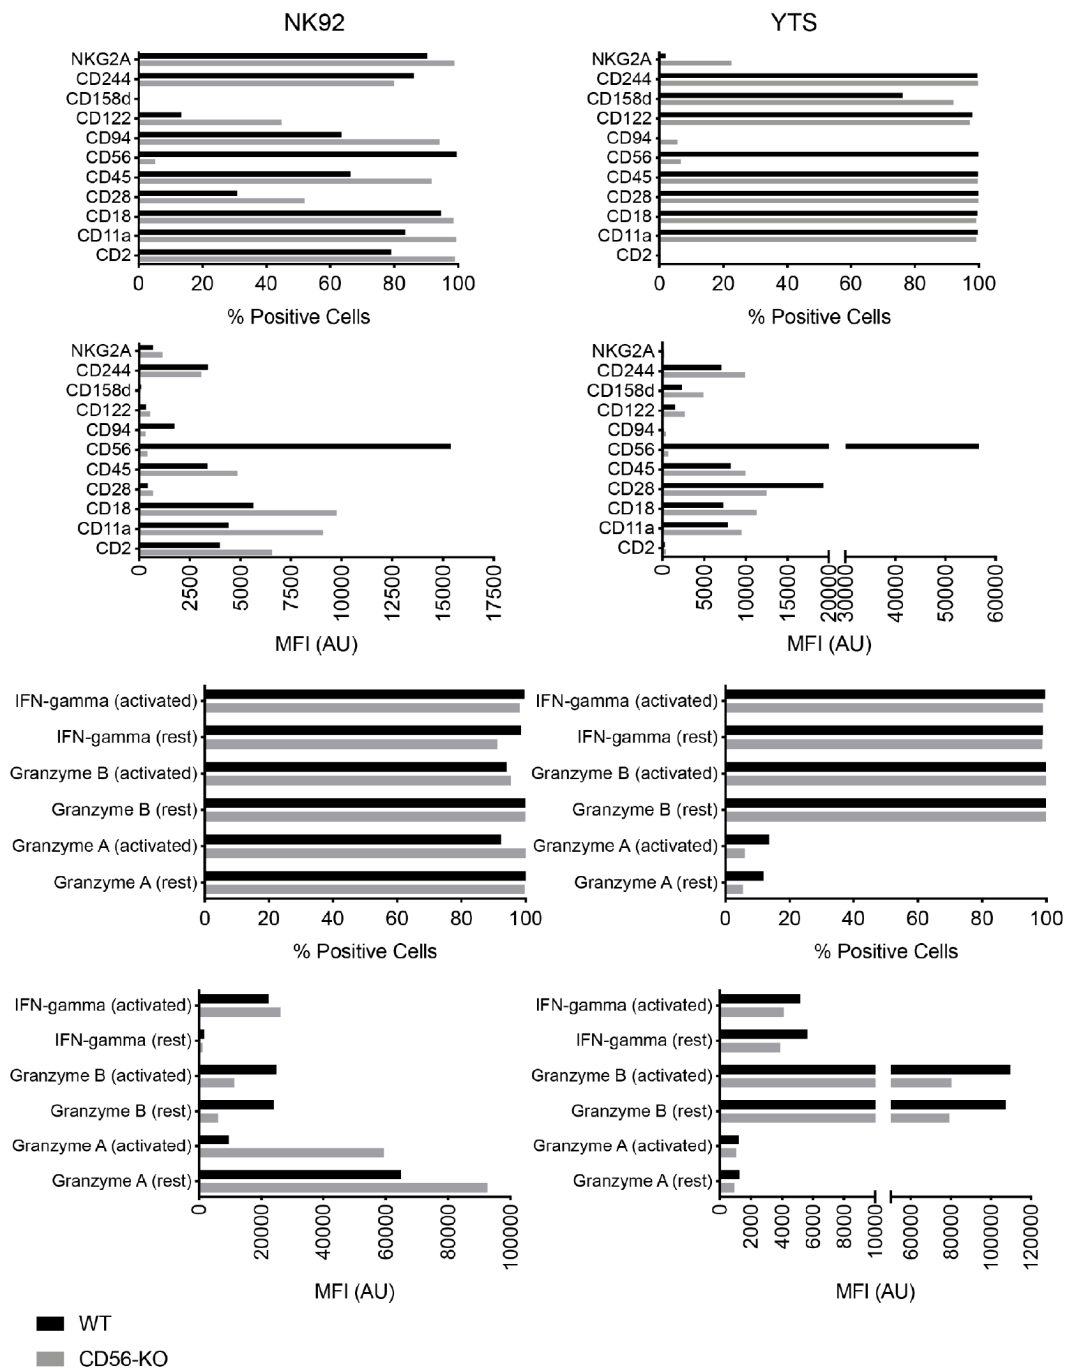 NK92
YTS
NKG2A
CD244
CD158d
CD122
CD94
CD56
CD45
CD28
CD18
CD11a
CD2
0 20 40 60 80 100
% Positive Cells
NKG2A
CD244
CD158d
CD122
CD94
CD56
CD45
CD28
CD18
CD11a
CD2
0 20 40 60 80 100
% Positive Cells
NKG2A
CD244
CD158d
CD122
CD94
CD56
CD45
CD28
CD18
CD11a
CD2
0 2500 5000 7500 10000 12500 15000 17500
MFI (AU)
NKG2A
CD244
CD158d
CD122
CD94
CD56
CD45
CD28
CD18
CD11a
CD2
0 5000 10000 15000 20000 30000 40000 50000 60000
MFI (AU)
IFN-gamma (activated)
IFN-gamma (rest)
Granzyme B (activated)
Granzyme B (rest)
Granzyme A (activated)
Granzyme A (rest)
0 20 40 60 80 100
% Positive Cells
IFN-gamma (activated)
IFN-gamma (rest)
Granzyme B (activated)
Granzyme B (rest)
Granzyme A (activated)
Granzyme A (rest)
0 20 40 60 80 100
% Positive Cells
IFN-gamma (activated)
IFN-gamma (rest)
Granzyme B (activated)
Granzyme B (rest)
Granzyme A (activated)
Granzyme A (rest)
0 20000 40000 60000 80000 100000
MFI (AU)
IFN-gamma (activated)
IFN-gamma (rest)
Granzyme B (activated)
Granzyme B (rest)
Granzyme A (activated)
Granzyme A (rest)
0 2000 4000 6000 8000 10000 60000 80000 100000 120000
MFI (AU)
WT
CD56-KO